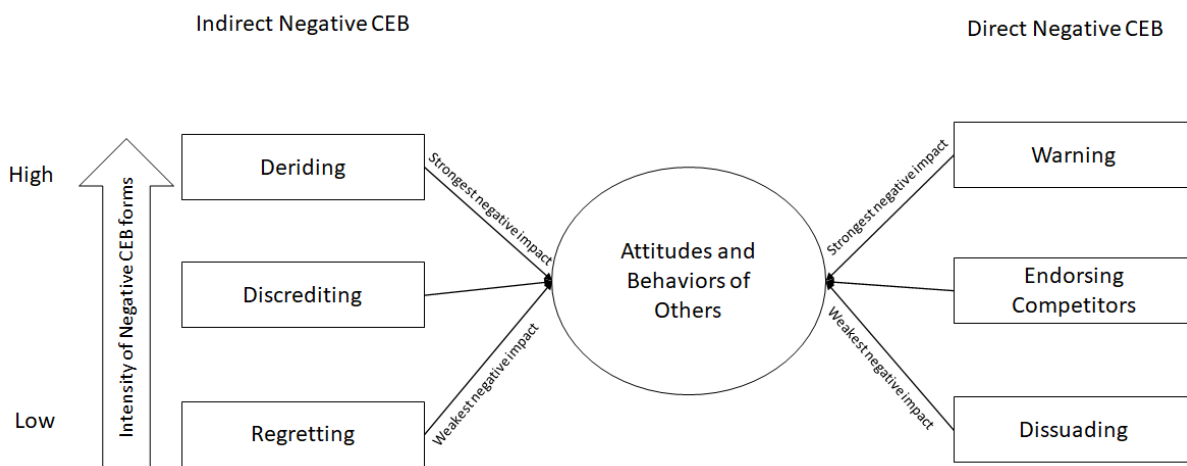 Indirect Negative CEB
Direct Negative CEB
High
Low
Intensity of Negative CEB forms
Deriding
Discrediting
Regretting
Strongest negative impact
Weakest negative impact
Attitudes and
Behaviors of
Others
Strongest negative impact
Weakest negative impact
Warning
Endorsing
Competitors
Dissuading